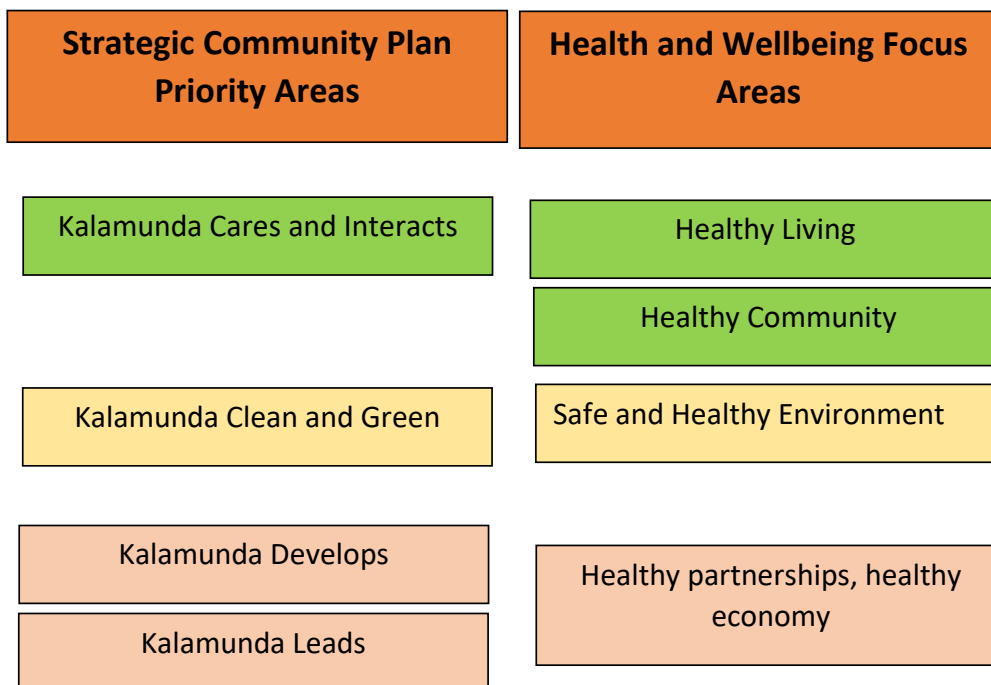 Strategic Community Plan
Priority Areas
Health and Wellbeing Focus
Areas
Kalamunda Cares and Interacts
Healthy Living
Healthy Community
Kalamunda Clean and Green
Safe and Healthy Environment
Kalamunda Develops
Kalamunda Leads
Healthy partnerships, healthy
economy